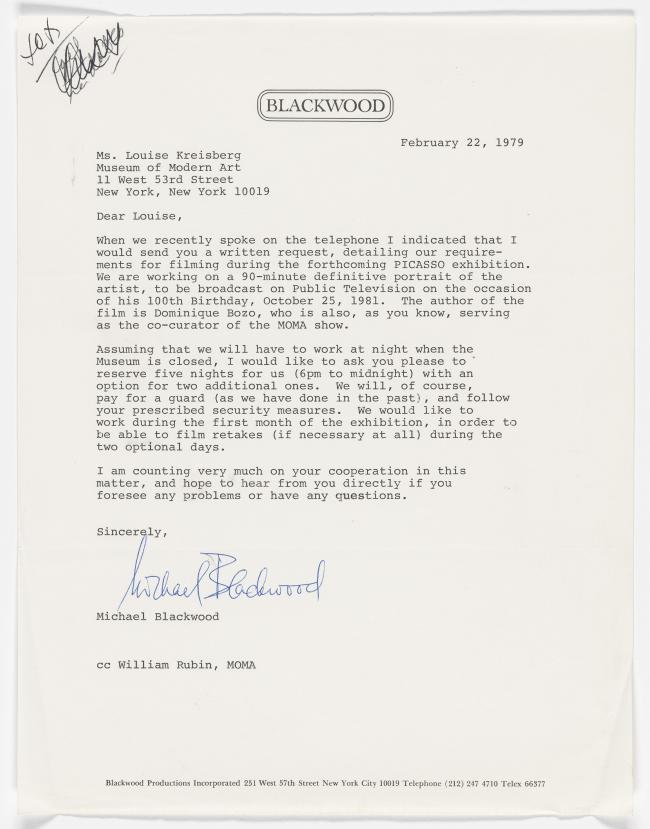 BLACKWOOD
February 22, 1979
Ms. Louise Kreisberg
Museum of Modern Art
11 West 53rd Street
New York, New York 10019
Dear Louise,
When we recently spoke on the telephone I indicated that I
would send you a written request, detailing our require-
ments for filming during the forthcoming PICASSO exhibition.
We are working on a 90-minute definitive portrait of the
artist, to be broadcast on Public Television on the occasion
of his 100th Birthday, October 25, 1981.  The author of the
film is Dominique Bozo, who is also, as you know, serving
as the co-curator of the MOMA show.
Assuming that we will have to work at night when the
Museum is closed, I would like to ask you please to
reserve five nights for us (6pm to midnight) with an
option for two additional ones.  We will, of course,
pay for a guard (as we have done in the past), and follow
your prescribed security measures.  We would like to
work during the first month of the exhibition, in order to
be able to film retakes (if necessary at all) during the
two optional days.
I am counting very much on your cooperation in this
matter, and hope to hear from you directly if you
foresee any problems or have any questions.
Sincerely,
Michael Blackwood
Michael Blackwood
cc William Rubin, MOMA
Blackwood Productions Incorporated 251 West 57th Street New York City 10019 Telephone (212) 247 4710 Telex 66377